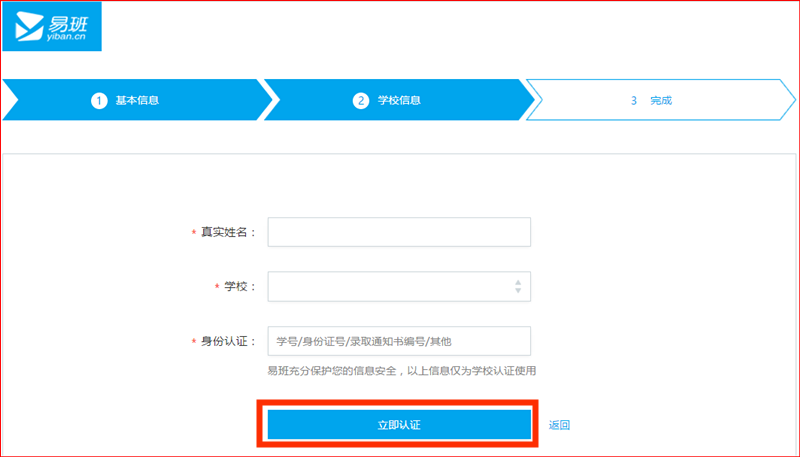 易班
yiban.cn
1 基本信息
2 学校信息
3 完成
* 真实姓名：
* 学校：
* 身份认证：
学号/身份证号/录取通知书编号/其他
易班充分保护您的信息安全，以上信息仅为学校认证使用
立即认证
返回